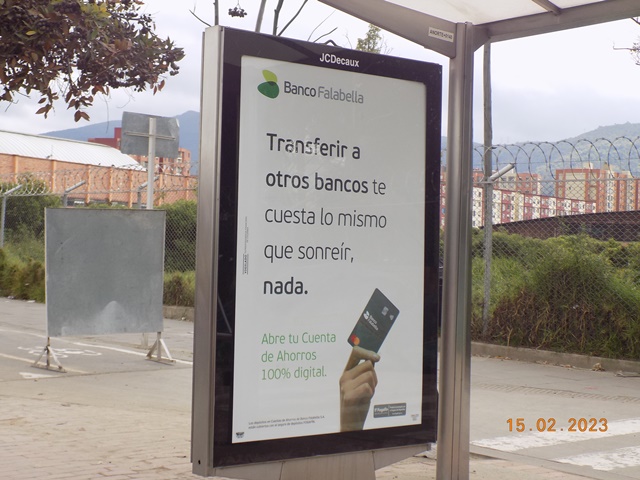 JCDecaux
Banco Falabella
Transferir a
otros bancos te
cuesta lo mismo
que sonreír,
nada.
Abre tu Cuenta
de Ahorros
100% digital.
15.02.2023